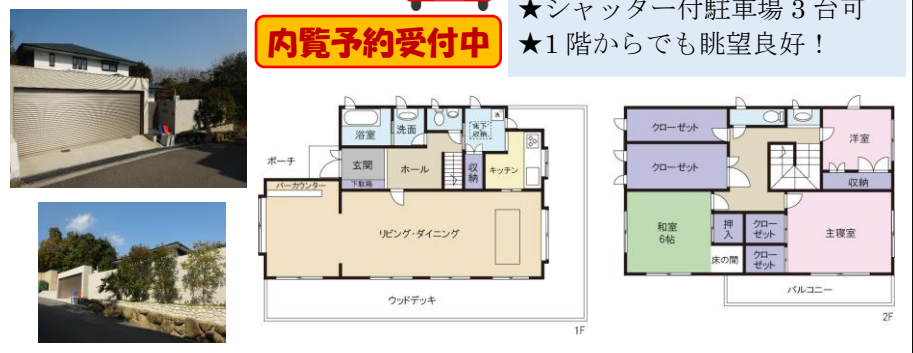 ★シャッター付駐車場 3 台可
★1 階からでも眺望良好！
内覧予約受付中
浴室
洗面
床下
収納
ポーチ
玄関
ホール
収納
キッチン
下駄箱
バーカウンター
リビング・ダイニング
ウッドデッキ
1F
クローゼット
洋室
クローゼット
収納
和室
6帖
押入
クローゼット
主寝室
床の間
クローゼット
バルコニー
2F